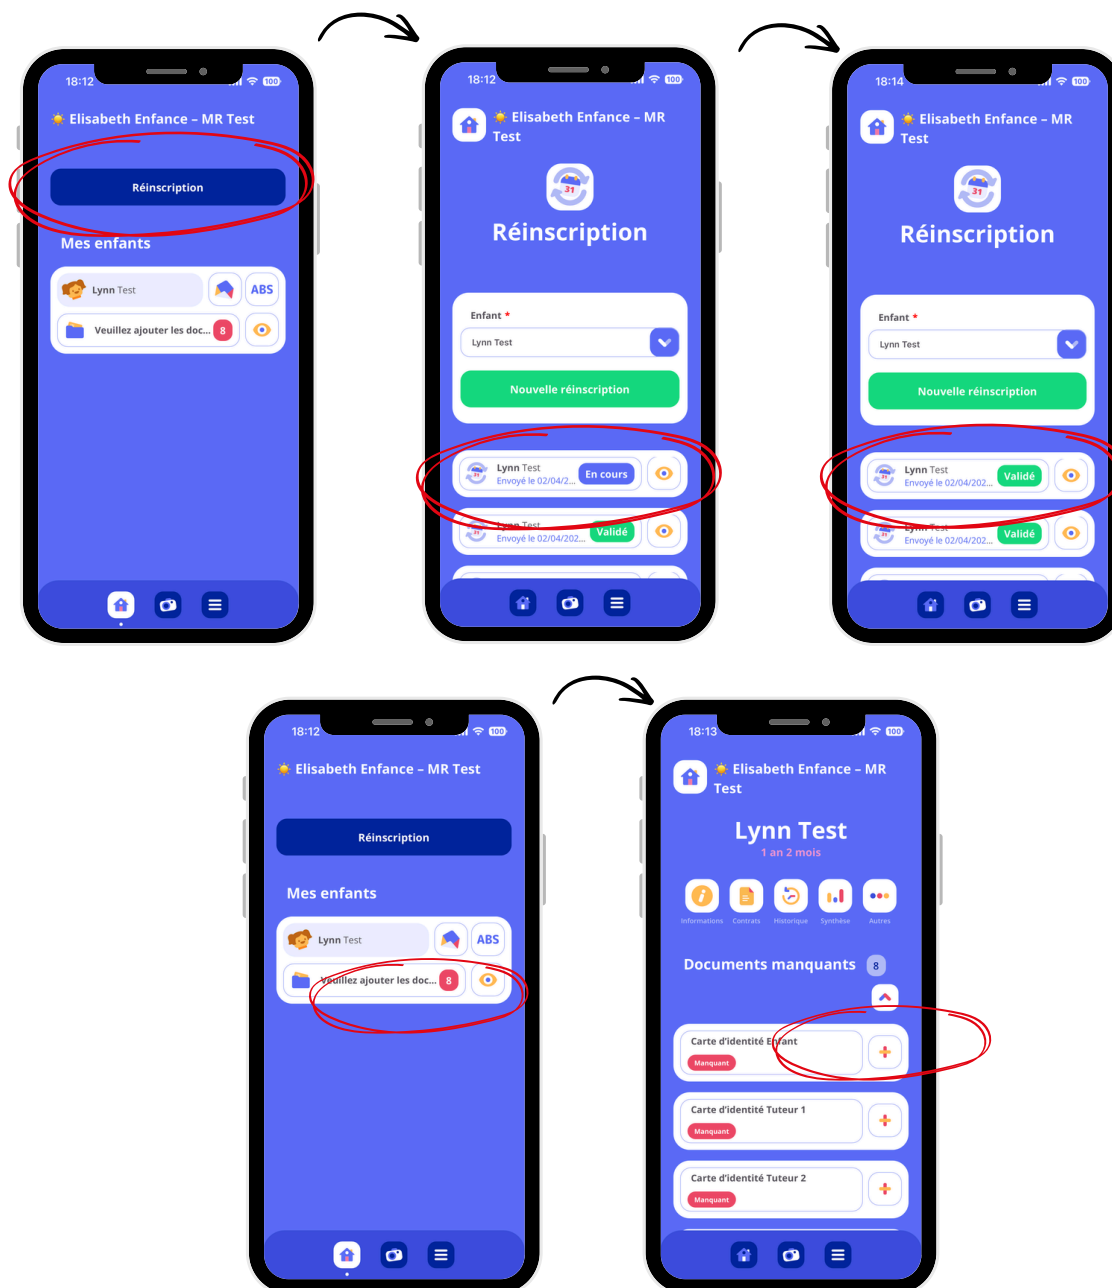 18:12
100
☀️ Elisabeth Enfance – MR Test
Réinscription
Mes enfants
Lynn Test
ABS
Veuillez ajouter les doc... 8
18:12
100
☀️ Elisabeth Enfance – MR
Test
31
Réinscription
Enfant *
Lynn Test
Nouvelle réinscription
Lynn Test
Envoyé le 02/04/2...
En cours
Lynn Test
Envoyé le 02/04/202...
Validé
18:14
100
☀️ Elisabeth Enfance – MR
Test
31
Réinscription
Enfant *
Lynn Test
Nouvelle réinscription
Lynn Test
Envoyé le 02/04/202...
Validé
Lynn Test
Envoyé le 02/04/202...
Validé
18:12
100
☀️ Elisabeth Enfance – MR Test
Réinscription
Mes enfants
Lynn Test
ABS
Veuillez ajouter les doc... 8
18:13
100
☀️ Elisabeth Enfance – MR
Test
Lynn Test
1 an 2 mois
Informations Contrats Historique Synthèse Autres
Documents manquants 8
Carte d'identité Enfant
Manquant
Carte d'identité Tuteur 1
Manquant
Carte d'identité Tuteur 2
Manquant